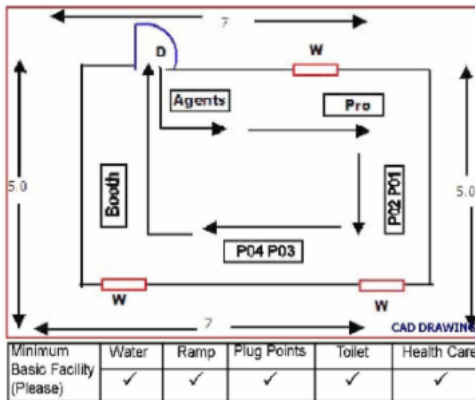 7
D
W
Agents
Pro
5.0
5.0
Booth
P02 P01
P04 P03
W
W
7
CAD DRAWING
Minimum Basic Facility (Please)
Water
Ramp
Plug Points
Toilet
Health Care
✓ ✓ ✓ ✓ ✓